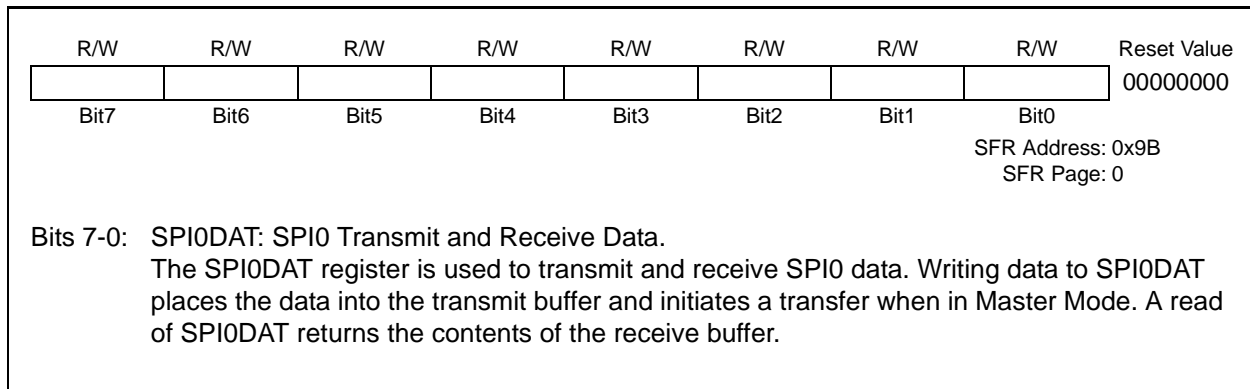 R/W R/W R/W R/W R/W R/W R/W R/W Reset Value
00000000
Bit7 Bit6 Bit5 Bit4 Bit3 Bit2 Bit1 Bit0
SFR Address: 0x9B
SFR Page: 0
Bits 7-0: SPI0DAT: SPI0 Transmit and Receive Data.
The SPI0DAT register is used to transmit and receive SPI0 data. Writing data to SPI0DAT
places the data into the transmit buffer and initiates a transfer when in Master Mode. A read
of SPI0DAT returns the contents of the receive buffer.